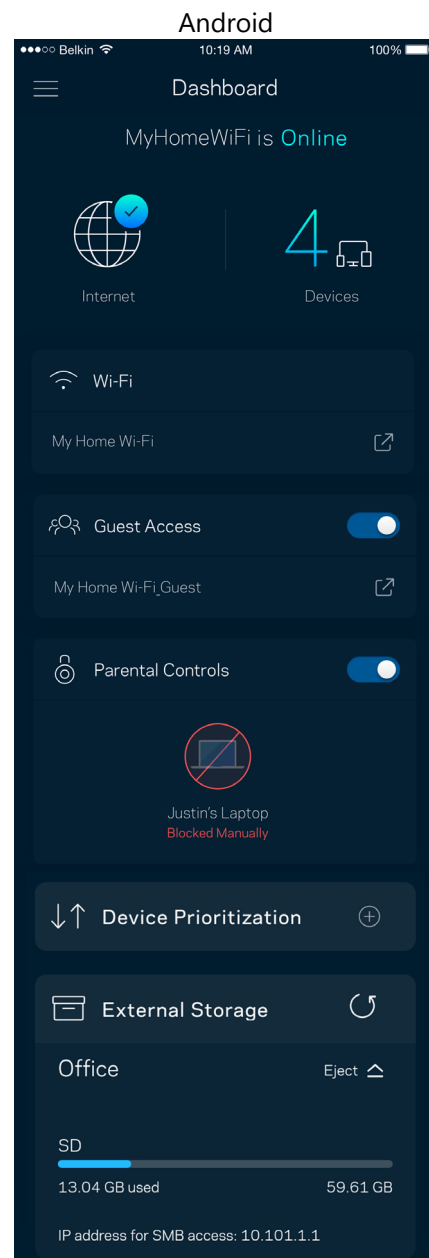 Android
Belkin 10:19 AM 100%
Dashboard
MyHomeWiFi is Online
4
Internet Devices
Wi-Fi
My Home Wi-Fi
Guest Access
My Home Wi-Fi_Guest
Parental Controls
Justin's Laptop
Blocked Manually
Device Prioritization
External Storage
Office Eject
SD
13.04 GB used 59.61 GB
IP address for SMB access: 10.101.1.1